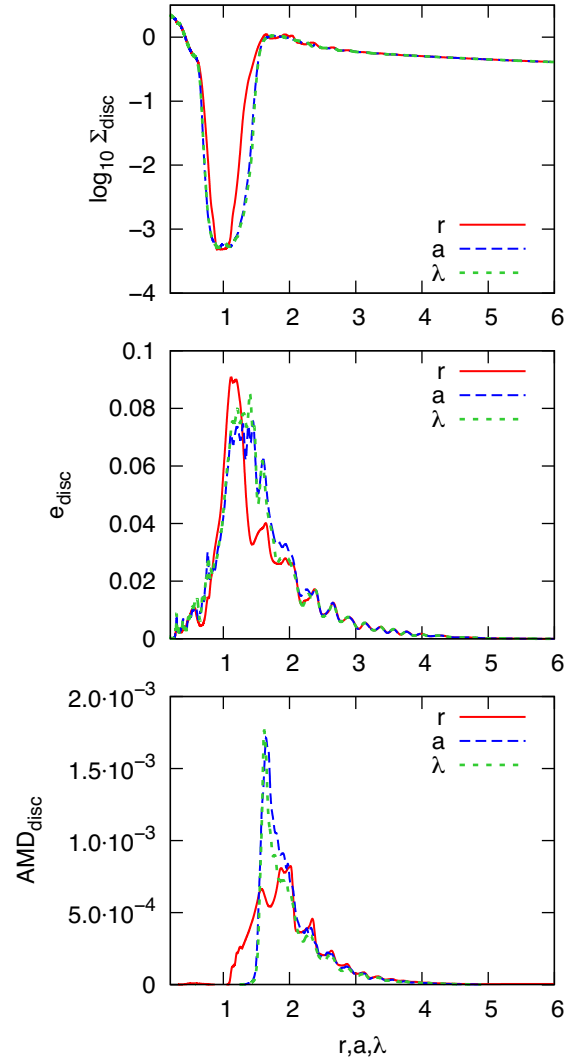 0
−1
−2
−3
−4
log₁₀ Σdisc
r
a
λ
1 2 3 4 5 6
0.1
0.08
0.06
0.04
0.02
0
edisc
r
a
λ
1 2 3 4 5 6
2.0·10⁻³
1.5·10⁻³
1.0·10⁻³
5.0·10⁻⁴
0
AMDdisc
r
a
λ
1 2 3 4 5 6
r,a,λ